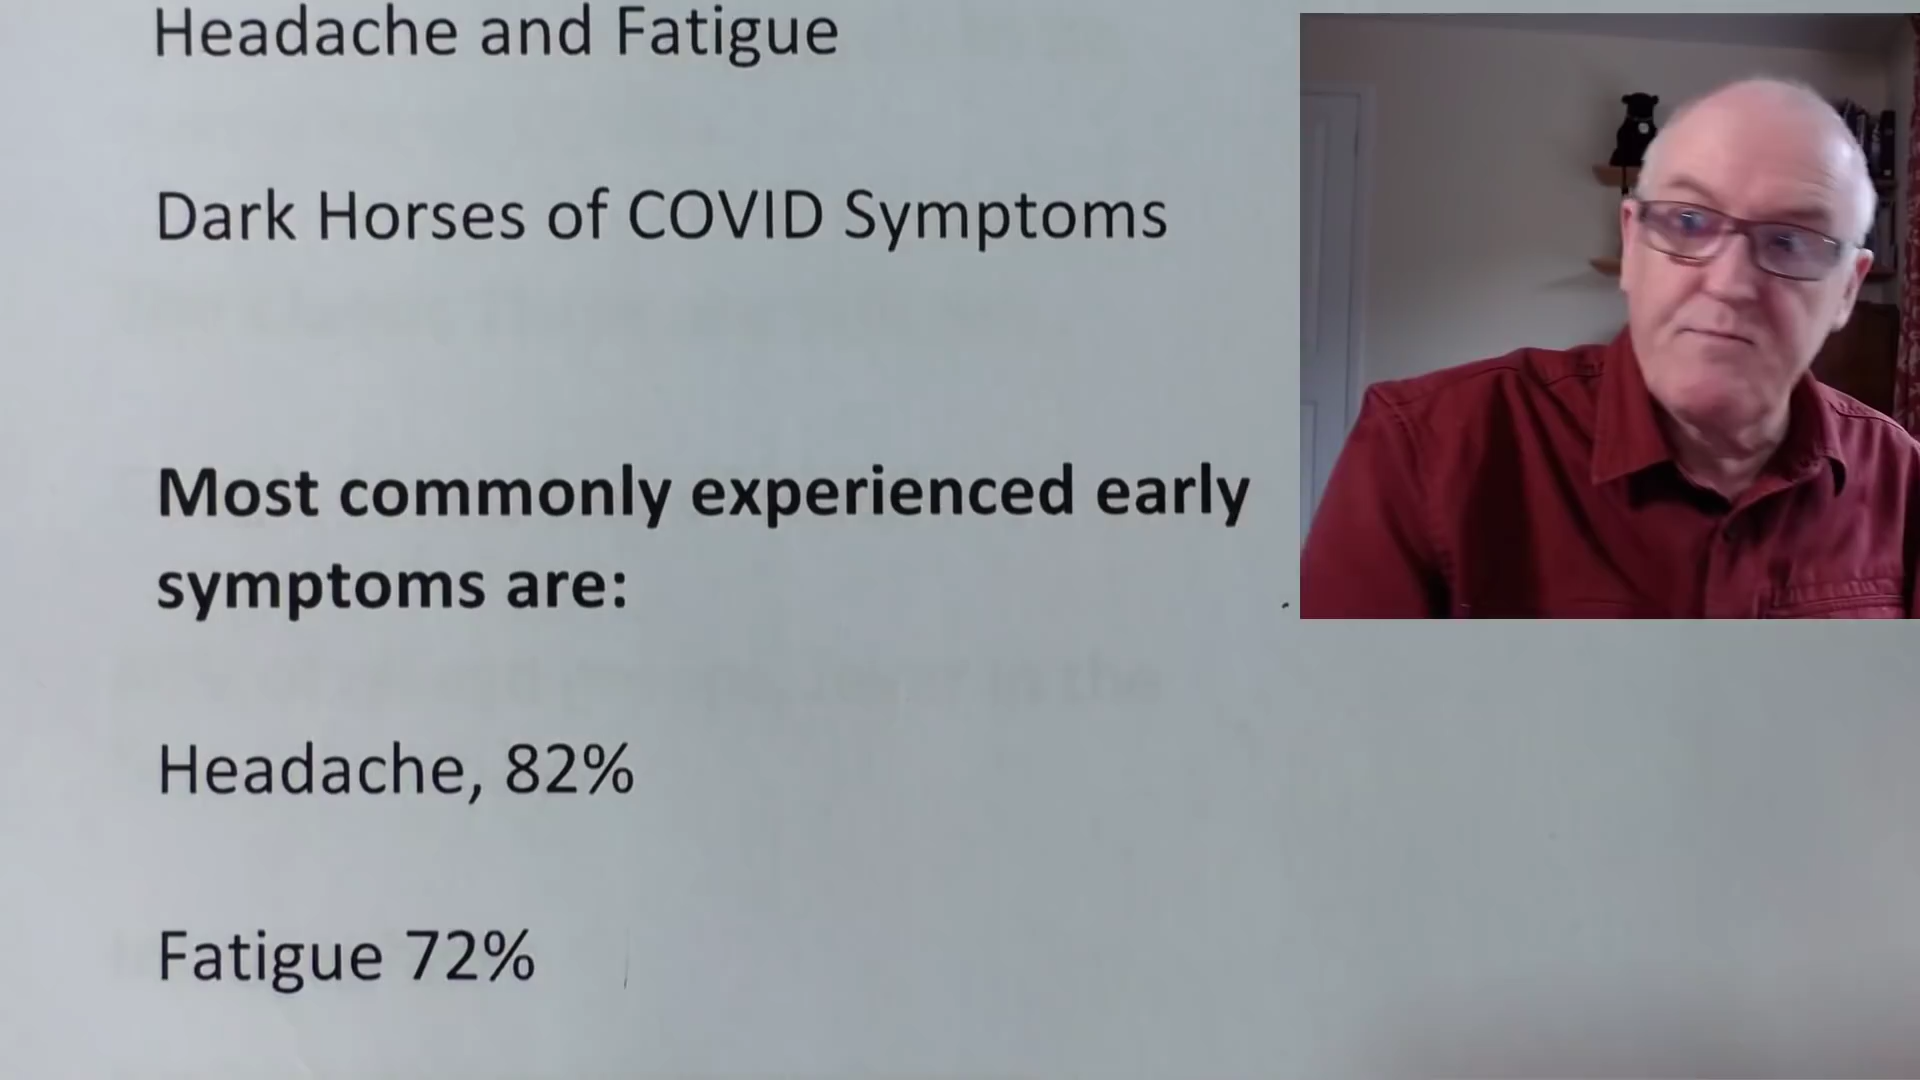 Headache and Fatigue
Dark Horses of COVID Symptoms
Most commonly experienced early
symptoms are:
Headache, 82%
Fatigue 72%